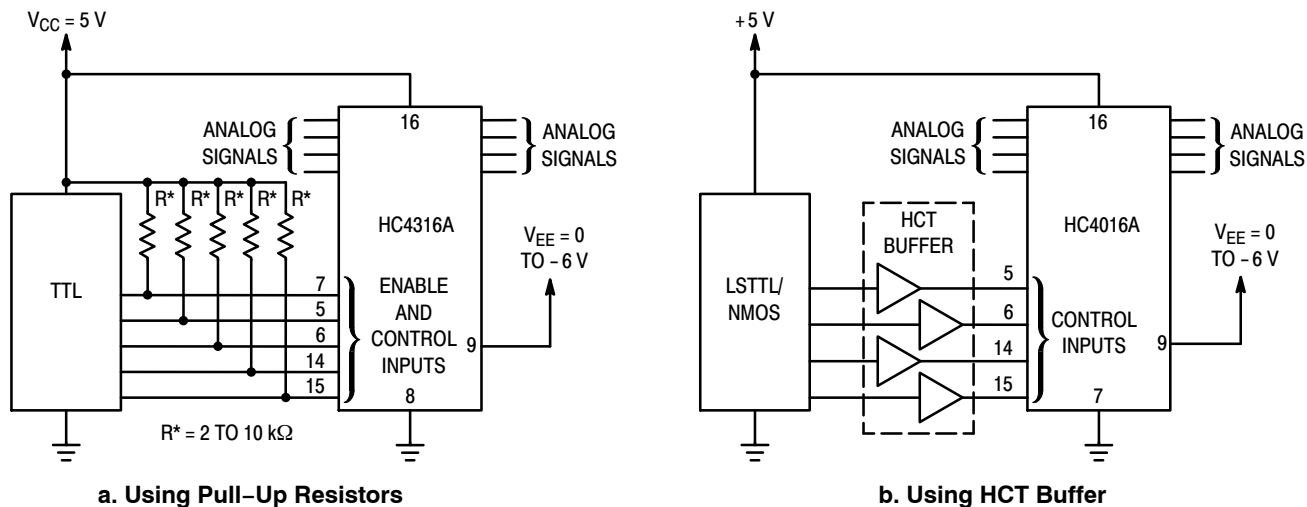 V_CC = 5 V
16
ANALOG
SIGNALS
ANALOG
SIGNALS
R*
R*
R*
R*
R*
HC4316A
V_EE = 0
TO – 6 V
TTL
7
5
6
14
15
ENABLE
AND
CONTROL
INPUTS
9
8
R* = 2 TO 10 kΩ
a. Using Pull–Up Resistors
+ 5 V
16
ANALOG
SIGNALS
ANALOG
SIGNALS
HCT
BUFFER
HC4016A
V_EE = 0
TO – 6 V
LSTTL/
NMOS
5
6
14
15
CONTROL
INPUTS
9
7
b. Using HCT Buffer